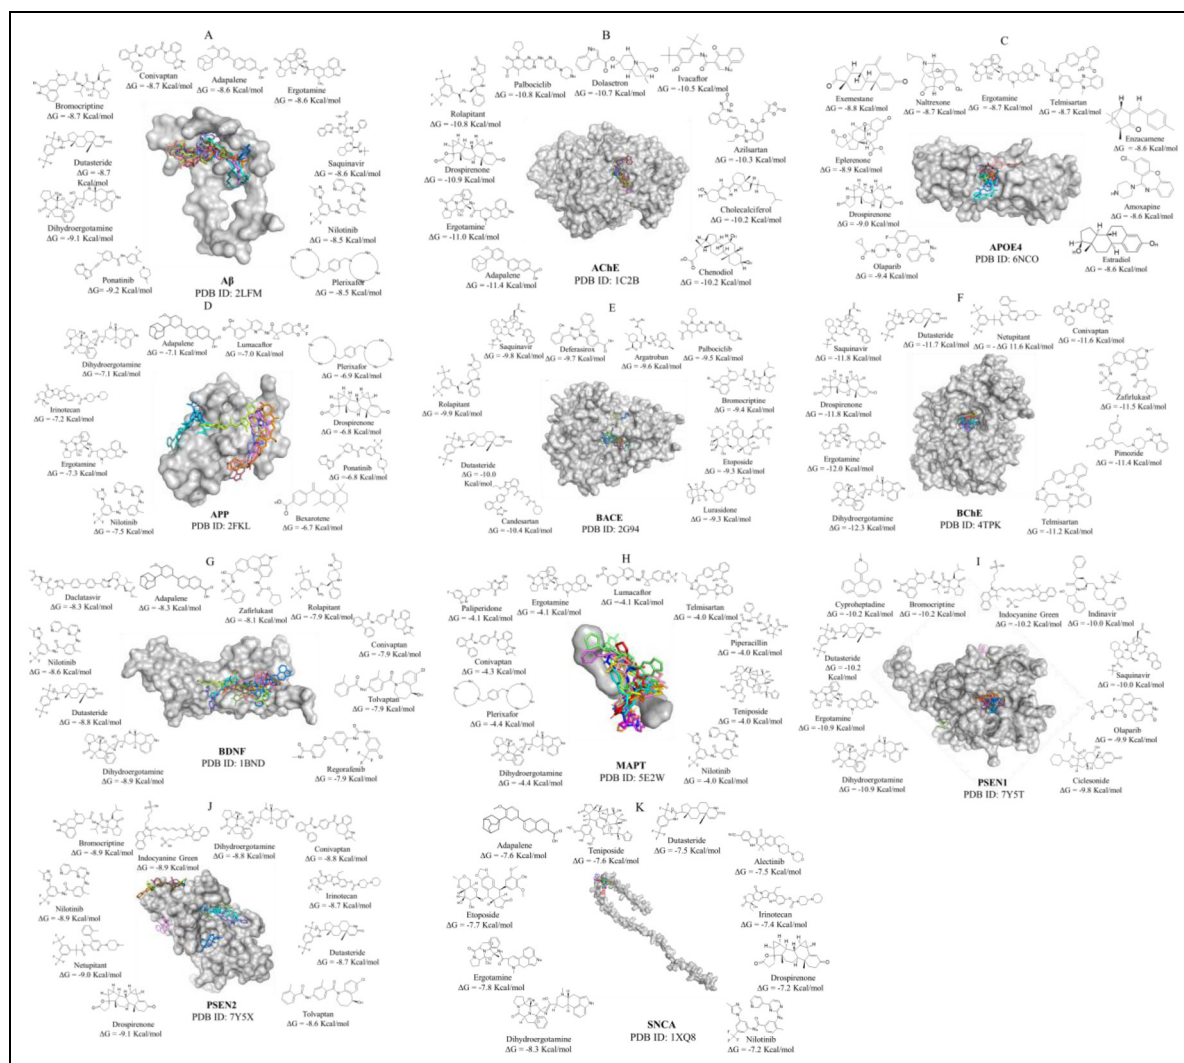 A
Conivaptan
ΔG = -8.7 Kcal/mol
Adapalene
ΔG = -8.6 Kcal/mol
Ergotamine
ΔG = -8.6 Kcal/mol
Bromocriptine
ΔG = -8.7 Kcal/mol
Dutasteride
ΔG = -8.7
Kcal/mol
Saquinavir
ΔG = -8.6 Kcal/mol
Dihydroergotamine
ΔG = -9.1 Kcal/mol
Nilotinib
ΔG = -8.5 Kcal/mol
Ponatinib
ΔG= -9.2 Kcal/mol
Plerixafor
ΔG = -8.5 Kcal/mol
Aβ
PDB ID: 2LFM
B
Palbociclib
ΔG = -10.8 Kcal/mol
Dolasetron
ΔG = -10.7 Kcal/mol
Ivacaflor
ΔG = -10.5 Kcal/mol
Rolapitant
ΔG = -10.8 Kcal/mol
Azilsartan
ΔG = -10.3 Kcal/mol
Drospirenone
ΔG = -10.9 Kcal/mol
Cholecalciferol
ΔG = -10.2 Kcal/mol
Ergotamine
ΔG = -11.0 Kcal/mol
Chenodiol
ΔG = -10.2 Kcal/mol
Adapalene
ΔG = -11.4 Kcal/mol
AChE
PDB ID: 1C2B
C
Exemestane
ΔG = -8.8 Kcal/mol
Naltrexone
ΔG = -8.7 Kcal/mol
Ergotamine
ΔG = -8.7 Kcal/mol
Telmisartan
ΔG = -8.7 Kcal/mol
Enzacamene
ΔG = -8.6 Kcal/mol
Eplerenone
ΔG = -8.9 Kcal/mol
Amoxapine
ΔG = -8.6 Kcal/mol
Drospirenone
ΔG = -9.0 Kcal/mol
Olaparib
ΔG = -9.4 Kcal/mol
Estradiol
ΔG = -8.6 Kcal/mol
APOE4
PDB ID: 6NCO
D
Dihydroergotamine
ΔG = -7.1 Kcal/mol
Adapalene
ΔG = -7.1 Kcal/mol
Lumacaflor
ΔG = -7.0 Kcal/mol
Plerixafor
ΔG = -6.9 Kcal/mol
Irinotecan
ΔG = -7.2 Kcal/mol
Drospirenone
ΔG = -6.8 Kcal/mol
Ergotamine
ΔG = -7.3 Kcal/mol
Ponatinib
ΔG =-6.8 Kcal/mol
Nilotinib
ΔG = -7.5 Kcal/mol
Bexarotene
ΔG = -6.7 Kcal/mol
APP
PDB ID: 2FKL
E
Saquinavir
ΔG = -9.8 Kcal/mol
Deferasirox
ΔG = -9.7 Kcal/mol
Argatroban
ΔG = -9.6 Kcal/mol
Palbociclib
ΔG = -9.5 Kcal/mol
Rolapitant
ΔG = -9.9 Kcal/mol
Bromocriptine
ΔG = -9.4 Kcal/mol
Dutasteride
ΔG = -10.0
Kcal/mol
Etoposide
ΔG = -9.3 Kcal/mol
Candesartan
ΔG = -10.4 Kcal/mol
Lurasidone
ΔG = -9.3 Kcal/mol
BACE
PDB ID: 2G94
F
Saquinavir
ΔG = -11.8 Kcal/mol
Dutasteride
ΔG = -11.7 Kcal/mol
Netupitant
ΔG = - ΔG 11.6 Kcal/mol
Conivaptan
ΔG = -11.6 Kcal/mol
Drospirenone
ΔG = -11.8 Kcal/mol
Zafirlukast
ΔG = -11.5 Kcal/mol
Ergotamine
ΔG = -12.0 Kcal/mol
Pimozide
ΔG = -11.4 Kcal/mol
Dihydroergotamine
ΔG = -12.3 Kcal/mol
Telmisartan
ΔG = -11.2 Kcal/mol
BChE
PDB ID: 4TPK
G
Daclatasvir
ΔG = -8.3 Kcal/mol
Adapalene
ΔG = -8.3 Kcal/mol
Zafirlukast
ΔG = -8.1 Kcal/mol
Rolapitant
ΔG = -7.9 Kcal/mol
Conivaptan
ΔG = -7.9 Kcal/mol
Nilotinib
ΔG = -8.6 Kcal/mol
Tolvaptan
ΔG = -7.9 Kcal/mol
Dutasteride
ΔG = -8.8 Kcal/mol
Dihydroergotamine
ΔG = -8.9 Kcal/mol
Regorafenib
ΔG = -7.9 Kcal/mol
BDNF
PDB ID: 1BND
H
Paliperidone
ΔG = -4.1 Kcal/mol
Ergotamine
ΔG = -4.1 Kcal/mol
Lumacaflor
ΔG = -4.1 Kcal/mol
Telmisartan
ΔG = -4.0 Kcal/mol
Piperacillin
ΔG = -4.0 Kcal/mol
Conivaptan
ΔG = -4.3 Kcal/mol
Plerixafor
ΔG = -4.4 Kcal/mol
Teniposide
ΔG = -4.0 Kcal/mol
Dihydroergotamine
ΔG = -4.4 Kcal/mol
Nilotinib
ΔG = -4.0 Kcal/mol
MAPT
PDB ID: 5E2W
I
Cyproheptadine
ΔG = -10.2 Kcal/mol
Bromocriptine
ΔG = -10.2 Kcal/mol
Indocyanine Green
ΔG = -10.2 Kcal/mol
Indinavir
ΔG = -10.0 Kcal/mol
Dutasteride
ΔG = -10.2
Kcal/mol
Saquinavir
ΔG = -10.0 Kcal/mol
Ergotamine
ΔG = -10.9 Kcal/mol
Olaparib
ΔG = -9.9 Kcal/mol
Dihydroergotamine
ΔG = -10.9 Kcal/mol
Ciclesonide
ΔG = -9.8 Kcal/mol
PSEN1
PDB ID: 7Y5T
J
Bromocriptine
ΔG = -8.9 Kcal/mol
Indocyanine Green
ΔG = -8.9 Kcal/mol
Dihydroergotamine
ΔG = -8.8 Kcal/mol
Conivaptan
ΔG = -8.8 Kcal/mol
Nilotinib
ΔG = -8.9 Kcal/mol
Irinotecan
ΔG = -8.7 Kcal/mol
Netupitant
ΔG = -9.0 Kcal/mol
Dutasteride
ΔG = -8.7 Kcal/mol
Drospirenone
ΔG = -9.1 Kcal/mol
Tolvaptan
ΔG = -8.6 Kcal/mol
PSEN2
PDB ID: 7Y5X
K
Adapalene
ΔG = -7.6 Kcal/mol
Teniposide
ΔG = -7.6 Kcal/mol
Dutasteride
ΔG = -7.5 Kcal/mol
Alectinib
ΔG = -7.5 Kcal/mol
Etoposide
ΔG = -7.7 Kcal/mol
Irinotecan
ΔG = -7.4 Kcal/mol
Ergotamine
ΔG = -7.8 Kcal/mol
Drospirenone
ΔG = -7.2 Kcal/mol
Dihydroergotamine
ΔG = -8.3 Kcal/mol
Nilotinib
ΔG = -7.2 Kcal/mol
SNCA
PDB ID: 1XQ8